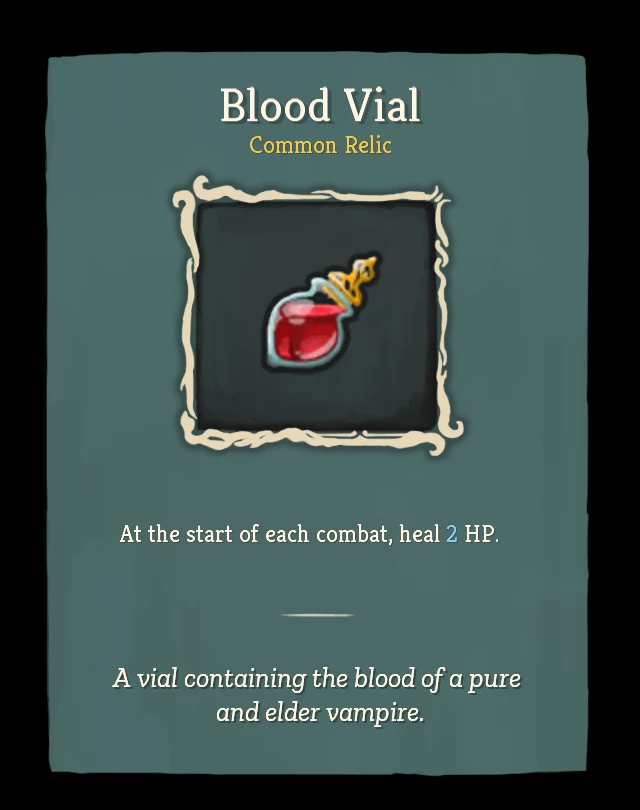 Blood Vial
Common Relic
At the start of each combat, heal 2 HP.
A vial containing the blood of a pure
and elder vampire.